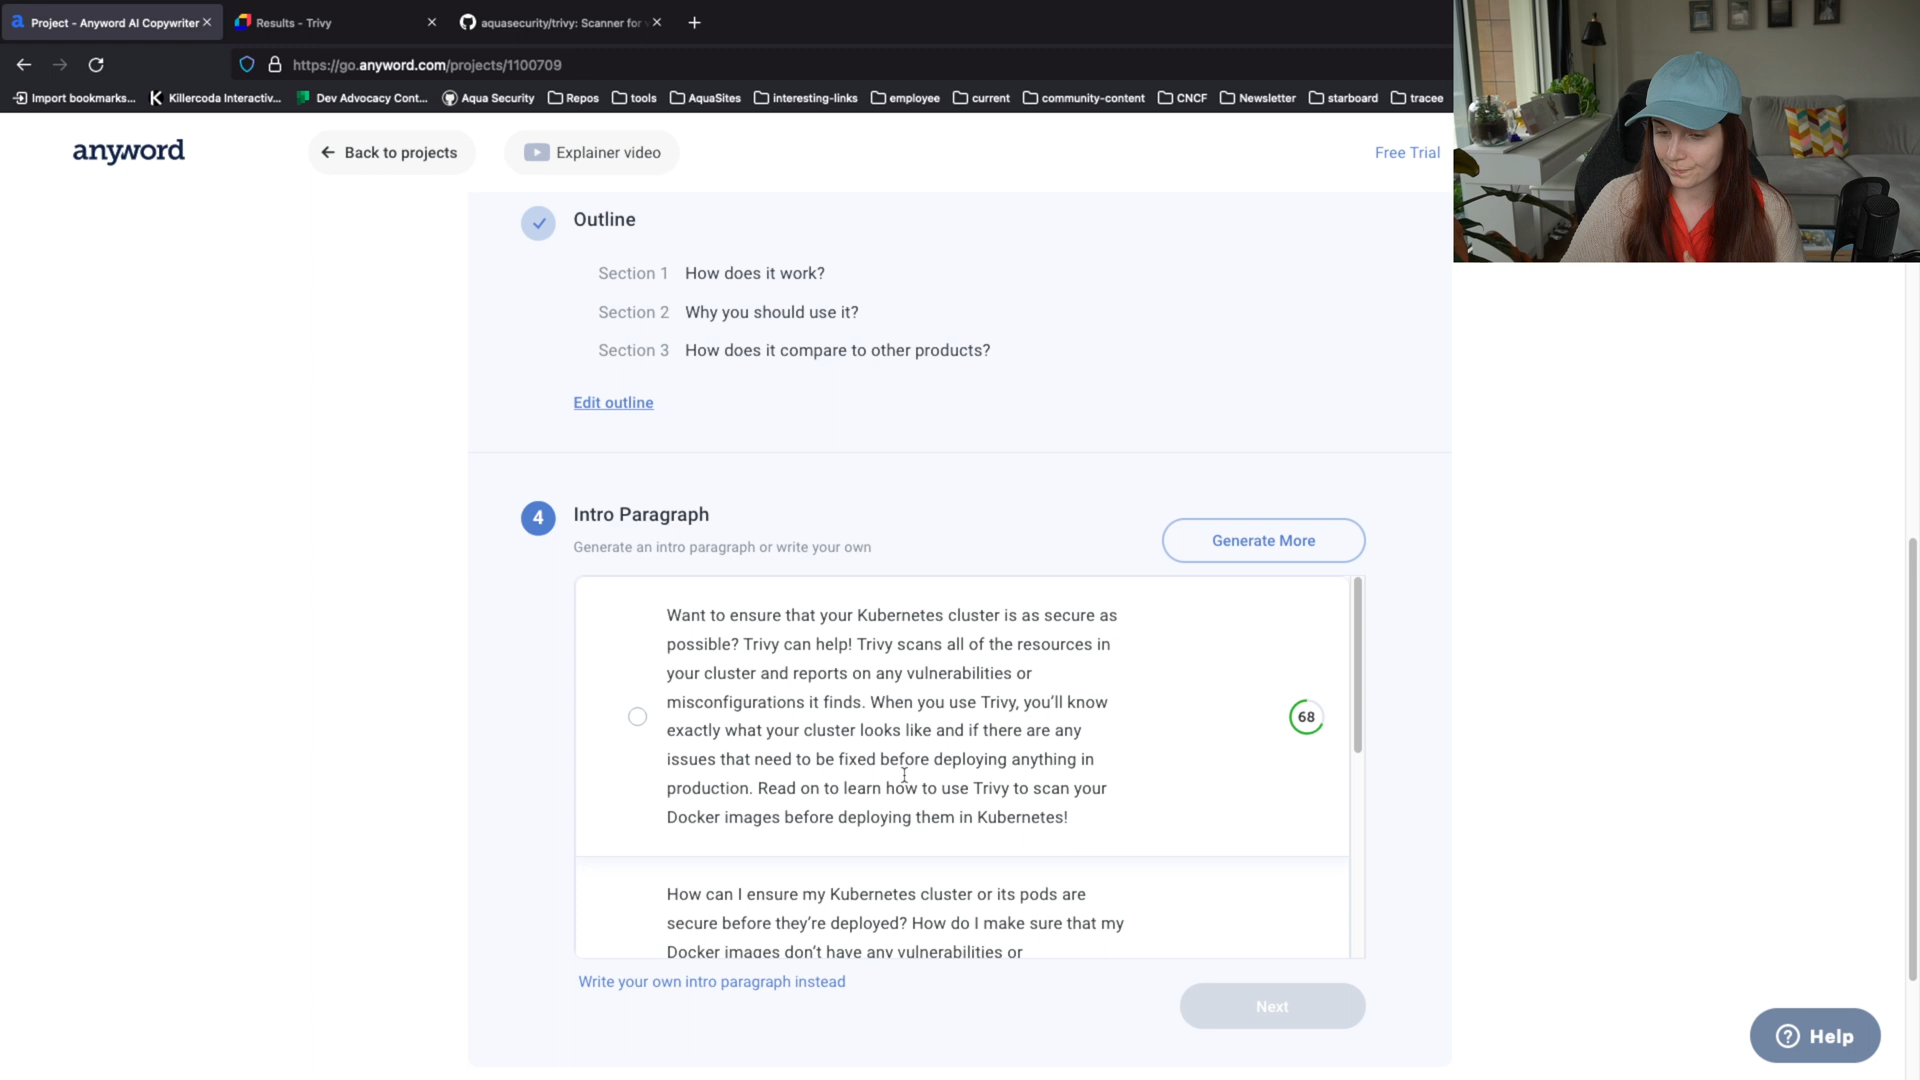 Project - Anyword AI Copywriter
Results - Trivy
aquasecurity/trivy: Scanner for
https://go.anyword.com/projects/1100709
Import bookmarks...
Killercoda Interactiv...
Dev Advocacy Cont...
Aqua Security
Repos
tools
AquaSites
interesting-links
employee
current
community-content
CNCF
Newsletter
starboard
tracee
anyword
Back to projects
Explainer video
Free Trial
Outline
Section 1 How does it work?
Section 2 Why you should use it?
Section 3 How does it compare to other products?
Edit outline
4
Intro Paragraph
Generate an intro paragraph or write your own
Generate More
Want to ensure that your Kubernetes cluster is as secure as
possible? Trivy can help! Trivy scans all of the resources in
your cluster and reports on any vulnerabilities or
misconfigurations it finds. When you use Trivy, you'll know
exactly what your cluster looks like and if there are any
issues that need to be fixed before deploying anything in
production. Read on to learn how to use Trivy to scan your
Docker images before deploying them in Kubernetes!
68
How can I ensure my Kubernetes cluster or its pods are
secure before they're deployed? How do I make sure that my
Docker images don't have any vulnerabilities or
Write your own intro paragraph instead
Next
Help